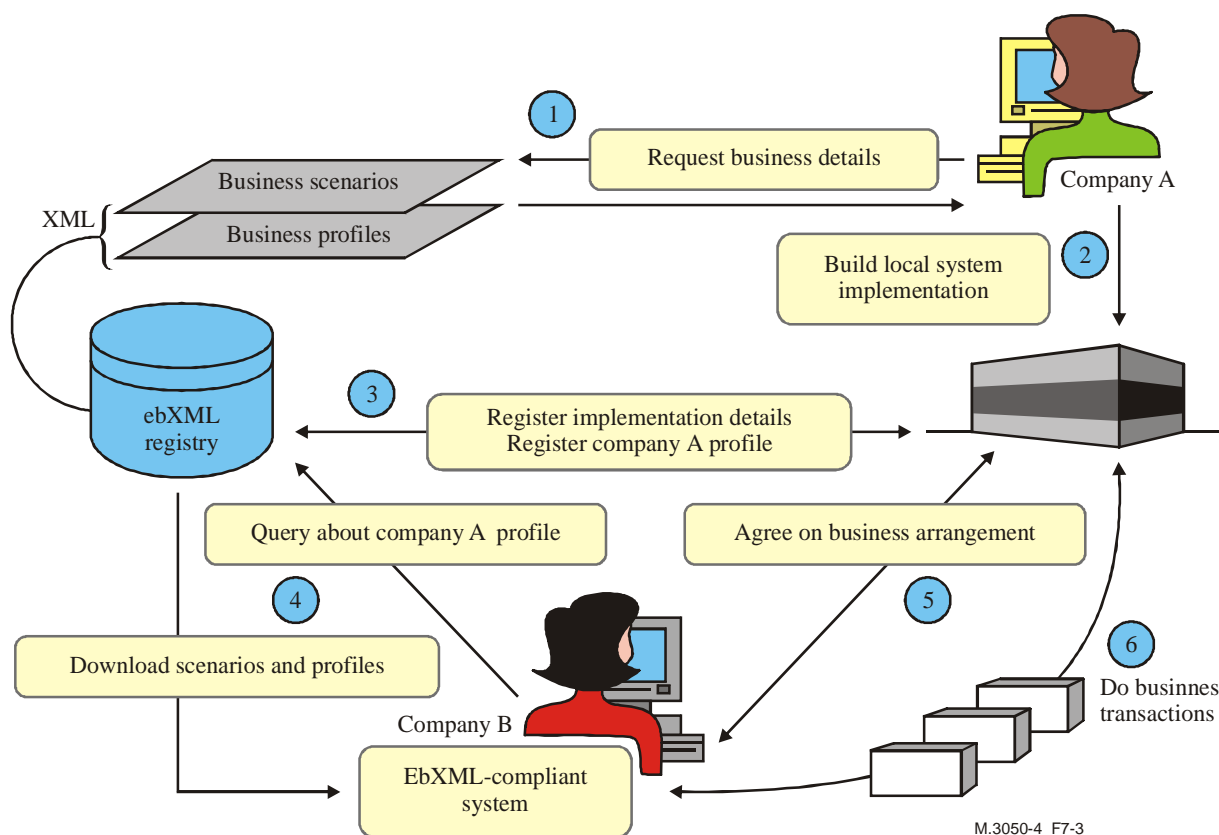 1
Request business details
Company A
Business scenarios
XML
Business profiles
2
Build local system
implementation
3
ebXML
registry
Register implementation details
Register company A profile
Query about company A profile
Agree on business arrangement
4
5
Download scenarios and profiles
6
Do businnes
transactions
Company B
EbXML-compliant
system
M.3050-4_F7-3